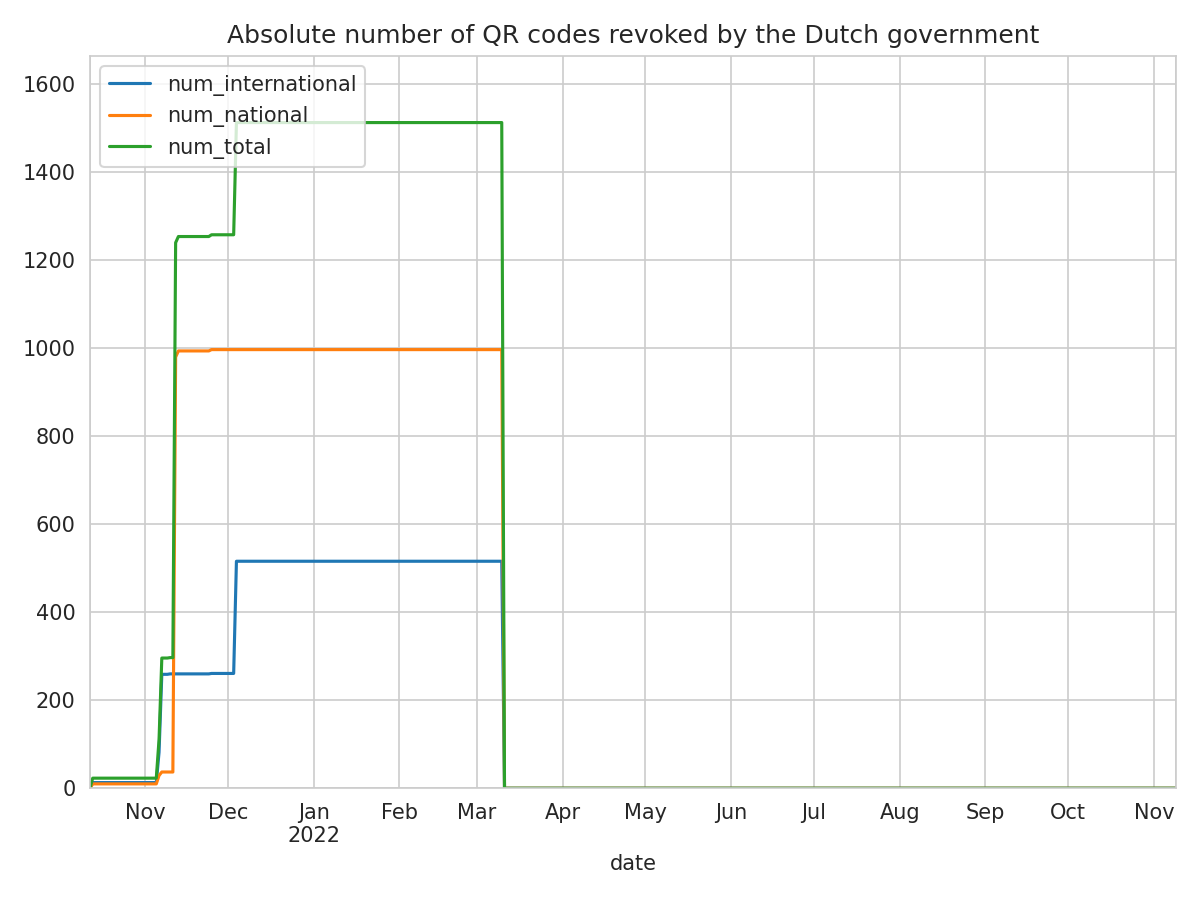 Absolute number of QR codes revoked by the Dutch government
num_international
num_national
num_total
1600
1400
1200
1000
800
600
400
200
0
Nov Dec Jan Feb Mar Apr May Jun Jul Aug Sep Oct Nov
2022
date